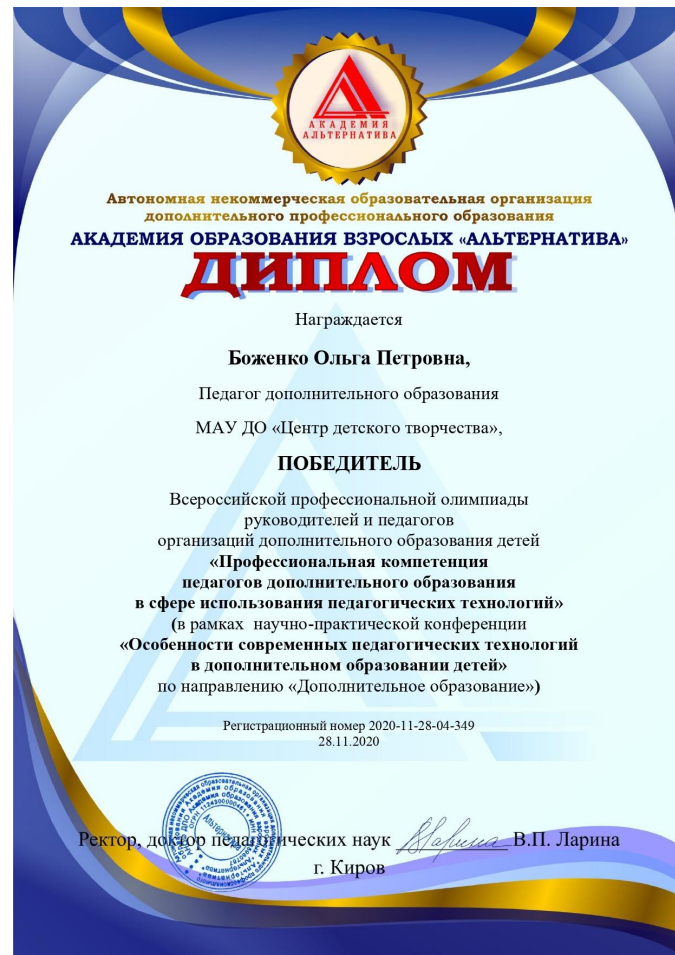 АКАДЕМИЯ
АЛЬТЕРНАТИВА
Автономная некоммерческая образовательная организация
дополнительного профессионального образования
АКАДЕМИЯ ОБРАЗОВАНИЯ ВЗРОСЛЫХ «АЛЬТЕРНАТИВА»
ДИПЛОМ
Награждается
Боженко Ольга Петровна,
Педагог дополнительного образования
МАУ ДО «Центр детского творчества»,
ПОБЕДИТЕЛЬ
Всероссийской профессиональной олимпиады
руководителей и педагогов
организаций дополнительного образования детей
«Профессиональная компетенция
педагогов дополнительного образования
в сфере использования педагогических технологий»
(в рамках научно-практической конференции
«Особенности современных педагогических технологий
в дополнительном образовании детей»
по направлению «Дополнительное образование»)
Регистрационный номер 2020-11-28-04-349
28.11.2020
Ректор, доктор педагогических наук В.П. Ларина
г. Киров